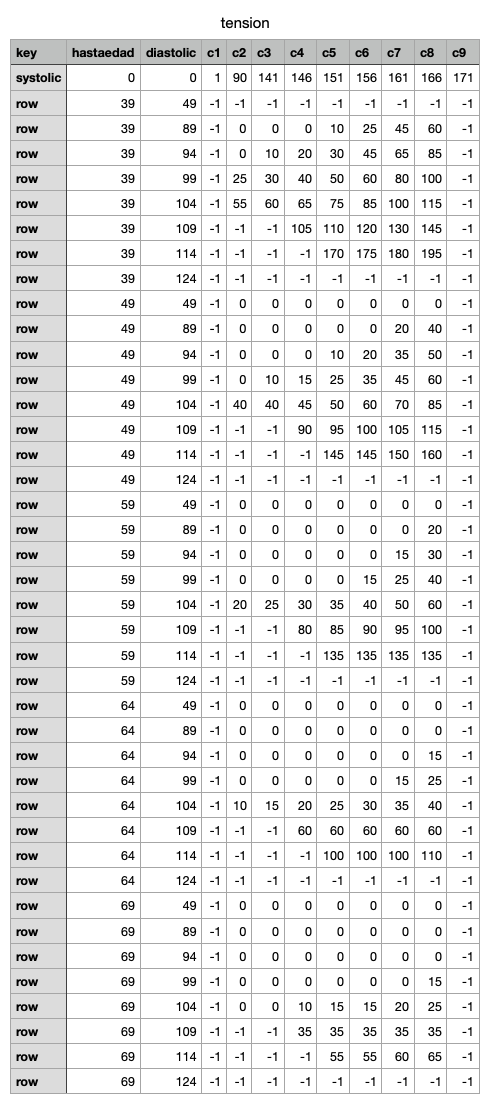 tension
key hastaedad diastolic c1 c2 c3 c4 c5 c6 c7 c8 c9
systolic 0 0 1 90 141 146 151 156 161 166 171
row 39 49 -1 -1 -1 -1 -1 -1 -1 -1 -1
row 39 89 -1 0 0 0 10 25 45 60 -1
row 39 94 -1 0 10 20 30 45 65 85 -1
row 39 99 -1 25 30 40 50 60 80 100 -1
row 39 104 -1 55 60 65 75 85 100 115 -1
row 39 109 -1 -1 -1 105 110 120 130 145 -1
row 39 114 -1 -1 -1 -1 170 175 180 195 -1
row 39 124 -1 -1 -1 -1 -1 -1 -1 -1 -1
row 49 49 -1 0 0 0 0 0 0 0 -1
row 49 89 -1 0 0 0 0 0 20 40 -1
row 49 94 -1 0 0 0 10 20 35 50 -1
row 49 99 -1 0 10 15 25 35 45 60 -1
row 49 104 -1 40 40 45 50 60 70 85 -1
row 49 109 -1 -1 -1 90 95 100 105 115 -1
row 49 114 -1 -1 -1 -1 145 145 150 160 -1
row 49 124 -1 -1 -1 -1 -1 -1 -1 -1 -1
row 59 49 -1 0 0 0 0 0 0 0 -1
row 59 89 -1 0 0 0 0 0 0 20 -1
row 59 94 -1 0 0 0 0 0 15 30 -1
row 59 99 -1 0 0 0 0 15 25 40 -1
row 59 104 -1 20 25 30 35 40 50 60 -1
row 59 109 -1 -1 -1 80 85 90 95 100 -1
row 59 114 -1 -1 -1 -1 135 135 135 135 -1
row 59 124 -1 -1 -1 -1 -1 -1 -1 -1 -1
row 64 49 -1 0 0 0 0 0 0 0 -1
row 64 89 -1 0 0 0 0 0 0 0 -1
row 64 94 -1 0 0 0 0 0 0 15 -1
row 64 99 -1 0 0 0 0 0 15 25 -1
row 64 104 -1 10 15 20 25 30 35 40 -1
row 64 109 -1 -1 -1 60 60 60 60 60 -1
row 64 114 -1 -1 -1 -1 100 100 100 110 -1
row 64 124 -1 -1 -1 -1 -1 -1 -1 -1 -1
row 69 49 -1 0 0 0 0 0 0 0 -1
row 69 89 -1 0 0 0 0 0 0 0 -1
row 69 94 -1 0 0 0 0 0 0 0 -1
row 69 99 -1 0 0 0 0 0 0 15 -1
row 69 104 -1 0 0 10 15 15 20 25 -1
row 69 109 -1 -1 -1 35 35 35 35 35 -1
row 69 114 -1 -1 -1 -1 55 55 60 65 -1
row 69 124 -1 -1 -1 -1 -1 -1 -1 -1 -1